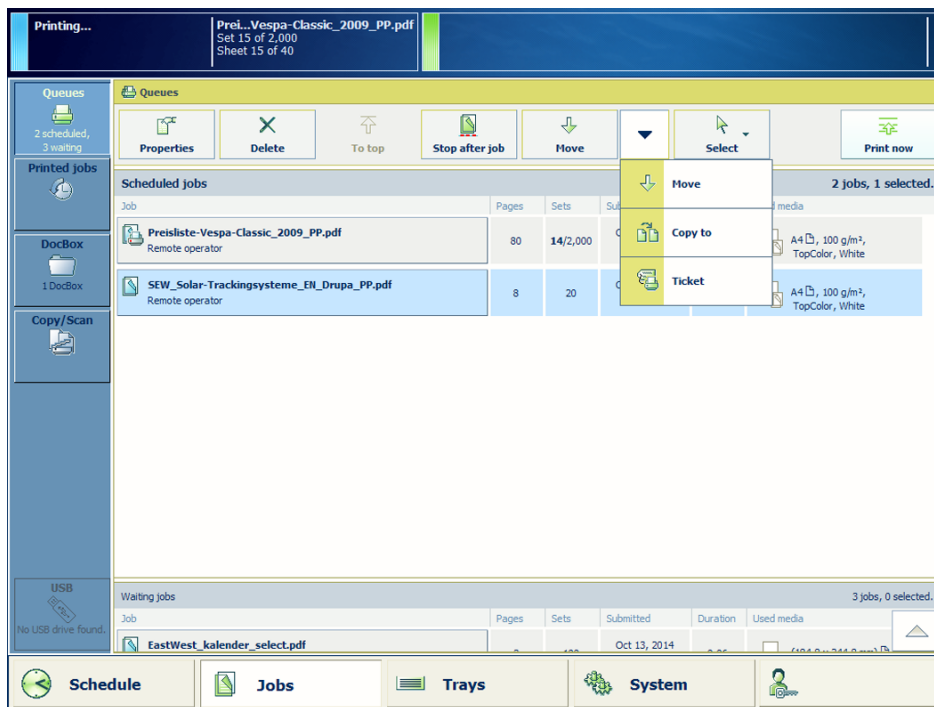 Printing...
Prei...Vespa-Classic_2009_PP.pdf
Set 15 of 2,000
Sheet 15 of 40
Queues
2 scheduled,
3 waiting
Printed jobs
DocBox
1 DocBox
Copy/Scan
USB
No USB drive found.
Queues
Properties
Delete
To top
Stop after job
Move
Select
Print now
Move
Copy to
Ticket
Scheduled jobs
2 jobs, 1 selected.
Job
Pages
Sets
media
Preisliste-Vespa-Classic_2009_PP.pdf
Remote operator
80
14/2,000
A4, 100 g/m²,
TopColor, White
SEW_Solar-Trackingsysteme_EN_Drupa_PP.pdf
Remote operator
8
20
A4, 100 g/m²,
TopColor, White
Waiting jobs
3 jobs, 0 selected.
Job
Pages
Sets
Submitted
Duration
Used media
EastWest_kalender_select.pdf
Oct 13, 2014
Schedule
Jobs
Trays
System